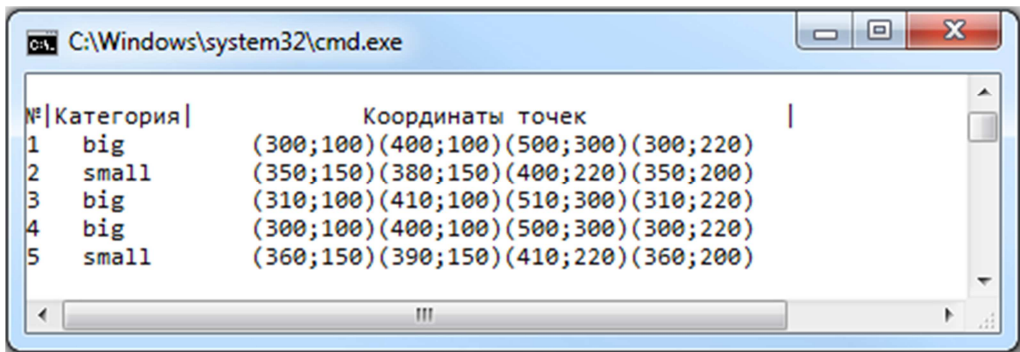 C:\Windows\system32\cmd.exe
№|Категория| Координаты точек |
1 big (300;100)(400;100)(500;300)(300;220)
2 small (350;150)(380;150)(400;220)(350;200)
3 big (310;100)(410;100)(510;300)(310;220)
4 big (300;100)(400;100)(500;300)(300;220)
5 small (360;150)(390;150)(410;220)(360;200)